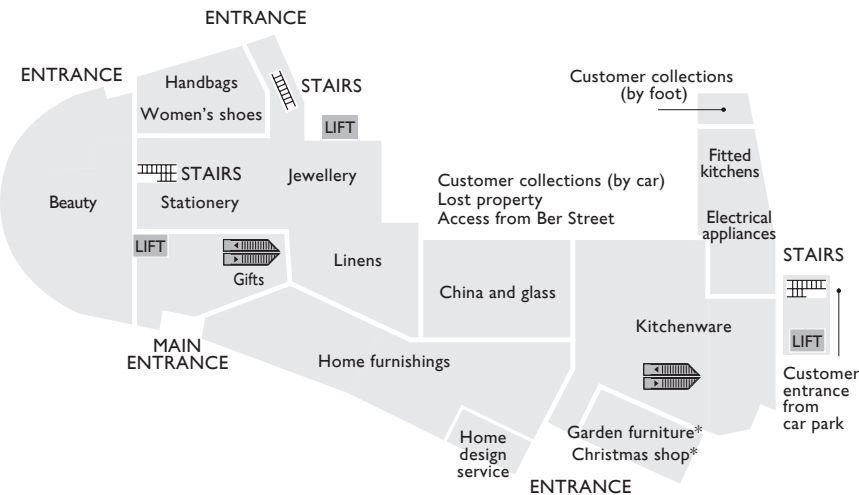 ENTRANCE
ENTRANCE
Handbags
Women's shoes
STAIRS
LIFT
Customer collections
(by foot)
STAIRS
Jewellery
Beauty
Stationery
Customer collections (by car)
Lost property
Access from Ber Street
Fitted
kitchens
Electrical
appliances
STAIRS
LIFT
Gifts
Linens
China and glass
Kitchenware
LIFT
MAIN
ENTRANCE
Home furnishings
Customer
entrance
from
car park
Home
design
service
Garden furniture*
Christmas shop*
ENTRANCE